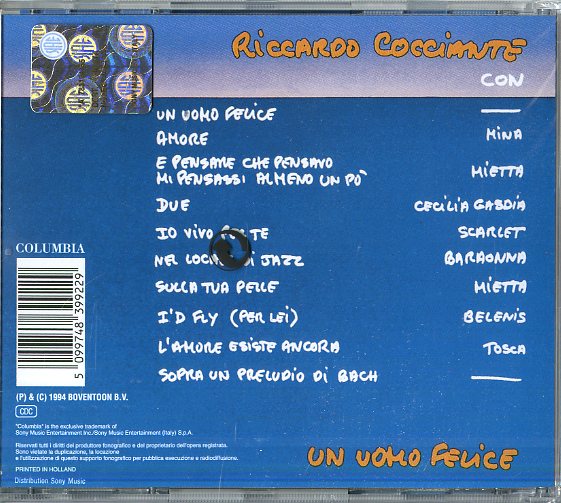 RICCARDO COCCIANTE
CON
UN UOMO FELICE
AMORE MINA
E PENSARE CHE PENSAVO
MI PENSASSI ALMENO UN PO' MIETTA
DUE CECILIA GASDIA
IO VIVO PER TE SCARLET
NEL LOCALE DI JAZZ BARAONNA
SULLA TUA PELLE MIETTA
I'D FLY (PER LEI) BELENIS
L'AMORE ESISTE ANCORA TOSCA
SOPRA UN PRELUDIO DI BACH
COLUMBIA
5 099748 399229
(P) & (C) 1994 BOVENTOON B.V.
CDC
"Columbia" is the exclusive trademark of
Sony Music Entertainment Inc./Sony Music Entertainment (Italy) S.p.A.
Riservati tutti i diritti del produttore fonografico e del proprietario dell'opera registrata.
Sono vietate la duplicazione, la locazione
e l'utilizzazione di questo supporto fonografico per pubblica esecuzione e radiodiffusione.
PRINTED IN HOLLAND
Distribution Sony Music
UN UOMO FELICE